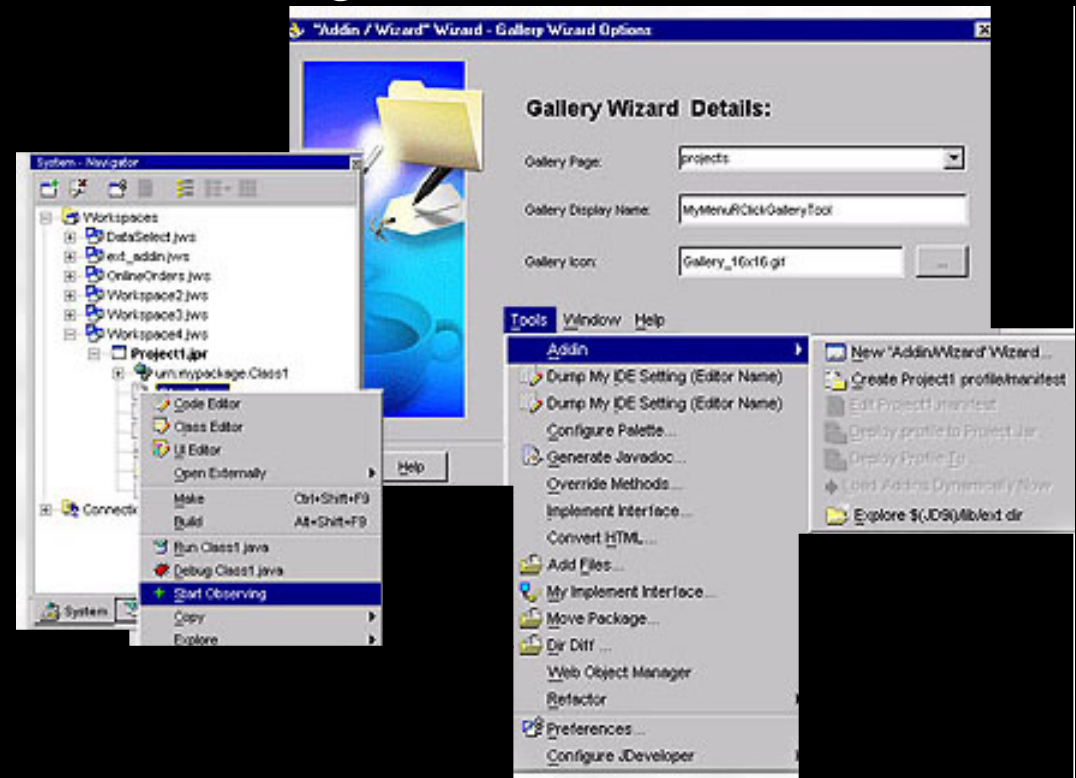 "Addin / Wizard" Wizard - Gallery Wizard Options
Gallery Wizard Details:
Gallery Page:
projects
Gallery Display Name:
MyMenuRClickGalleryTool
Gallery Icon:
Gallery_16x16.gif
...
Help
System - Navigator
Workspaces
DataSelect.jws
ext_addin.jws
OnlineOrders.jws
Workspace2.jws
Workspace3.jws
Workspace4.jws
Project1.jpr
urn.mypackage.Class1
Connecti
System
Code Editor
Class Editor
UI Editor
Open Externally
Make Ctrl+Shift+F9
Build Alt+Shift+F9
Run Class1.java
Debug Class1.java
Start Observing
Copy
Explore
Tools Window Help
Addin
Dump My IDE Setting (Editor Name)
Dump My IDE Setting (Editor Name)
Configure Palette...
Generate Javadoc...
Override Methods...
Implement Interface...
Convert HTML...
Add Files...
My Implement Interface...
Move Package...
Dir Diff ...
Web Object Manager
Refactor
Preferences...
Configure JDeveloper
New "Addin/Wizard" Wizard...
Create Project1 profile/manifest
Edit Project1 manifest
Deploy profile to Project Jar
Deploy Profile To
Load Addins Dynamically Now
Explore $(JD9i)/lib/ext dir